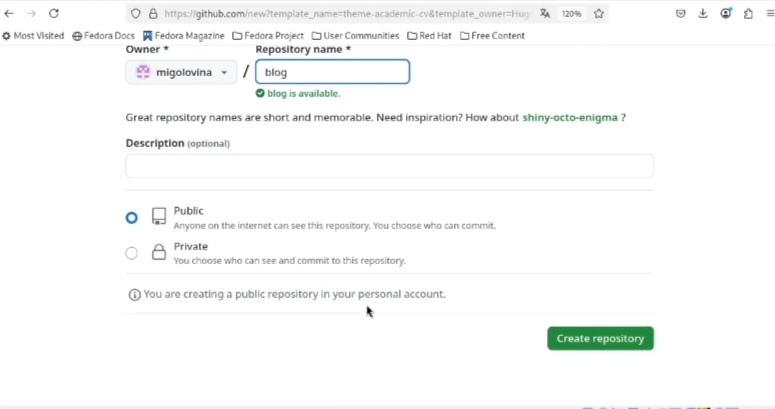 https://github.com/new?template_name=theme-academic-cv&template_owner=Hug 120%
Most Visited Fedora Docs Fedora Magazine Fedora Project User Communities Red Hat Free Content
Owner * Repository name *
migolovina / blog
blog is available.
Great repository names are short and memorable. Need inspiration? How about shiny-octo-enigma ?
Description (optional)
Public
Anyone on the internet can see this repository. You choose who can commit.
Private
You choose who can see and commit to this repository.
You are creating a public repository in your personal account.
Create repository